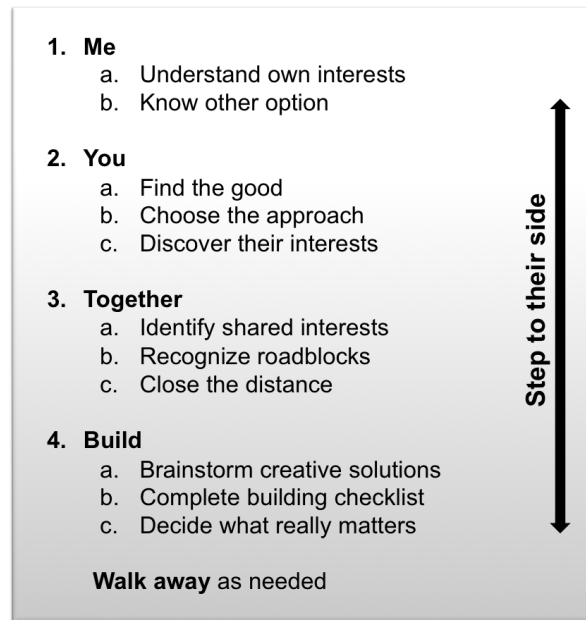 1. Me
a. Understand own interests
b. Know other option
2. You
a. Find the good
b. Choose the approach
c. Discover their interests
3. Together
a. Identify shared interests
b. Recognize roadblocks
c. Close the distance
4. Build
a. Brainstorm creative solutions
b. Complete building checklist
c. Decide what really matters
Walk away as needed
Step to their side